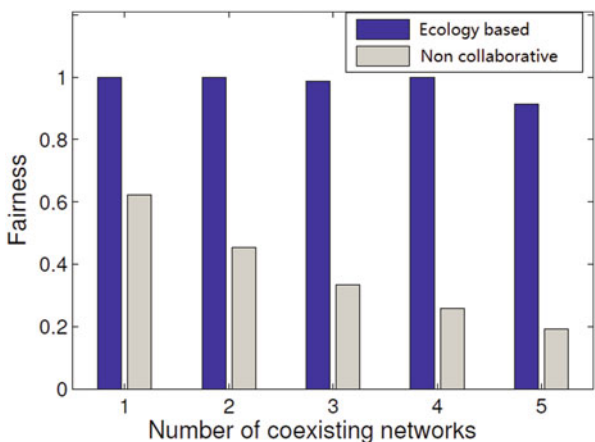 Ecology based
Non collaborative
1
0.8
0.6
0.4
0.2
0
Fairness
1 2 3 4 5
Number of coexisting networks